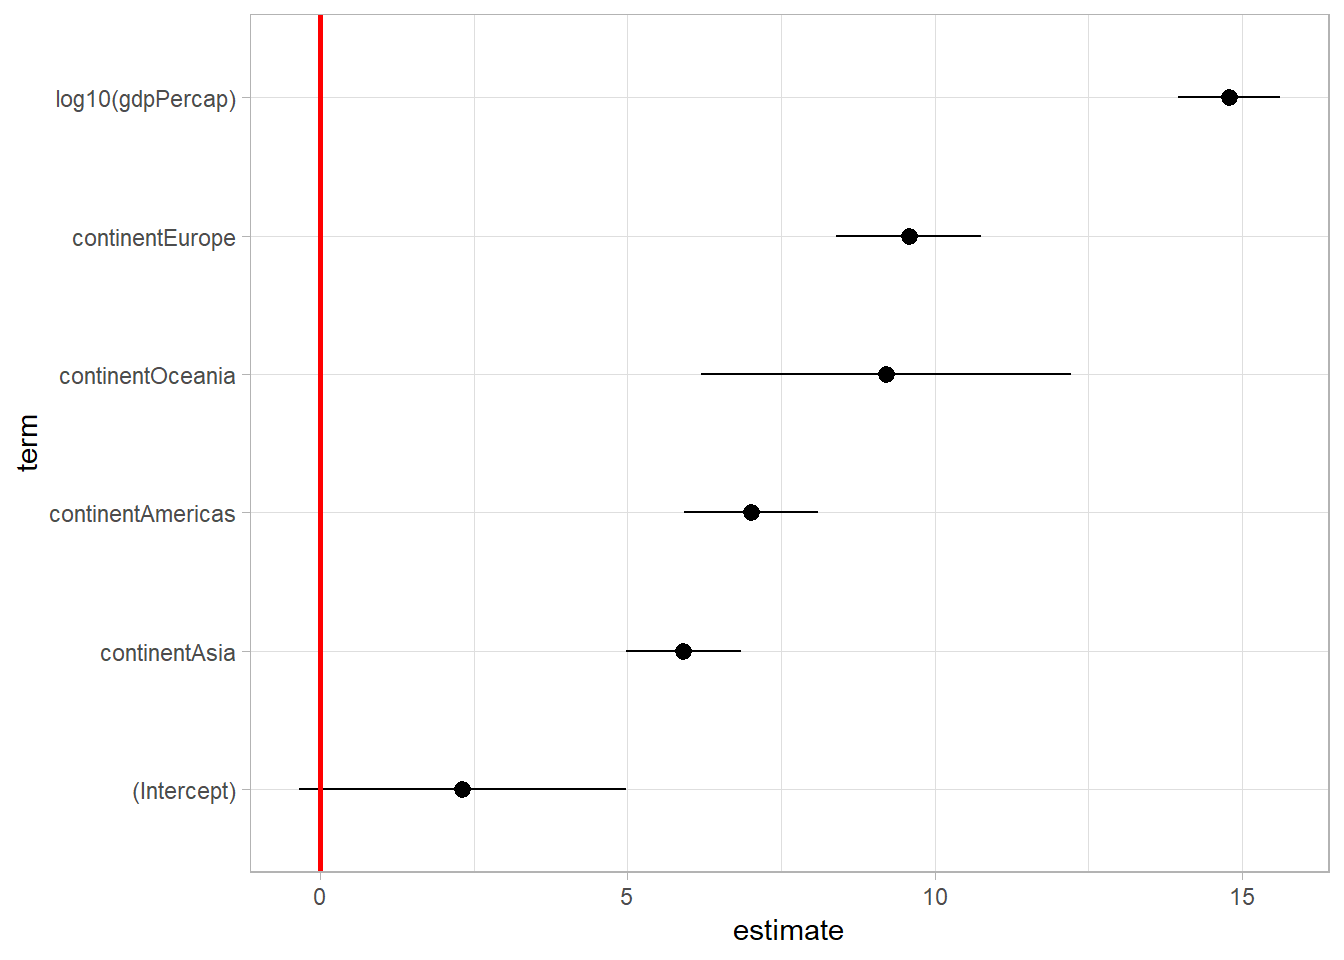 log10(gdpPercap)
continentEurope
continentOceania
continentAmericas
continentAsia
(Intercept)
term
0 5 10 15
estimate